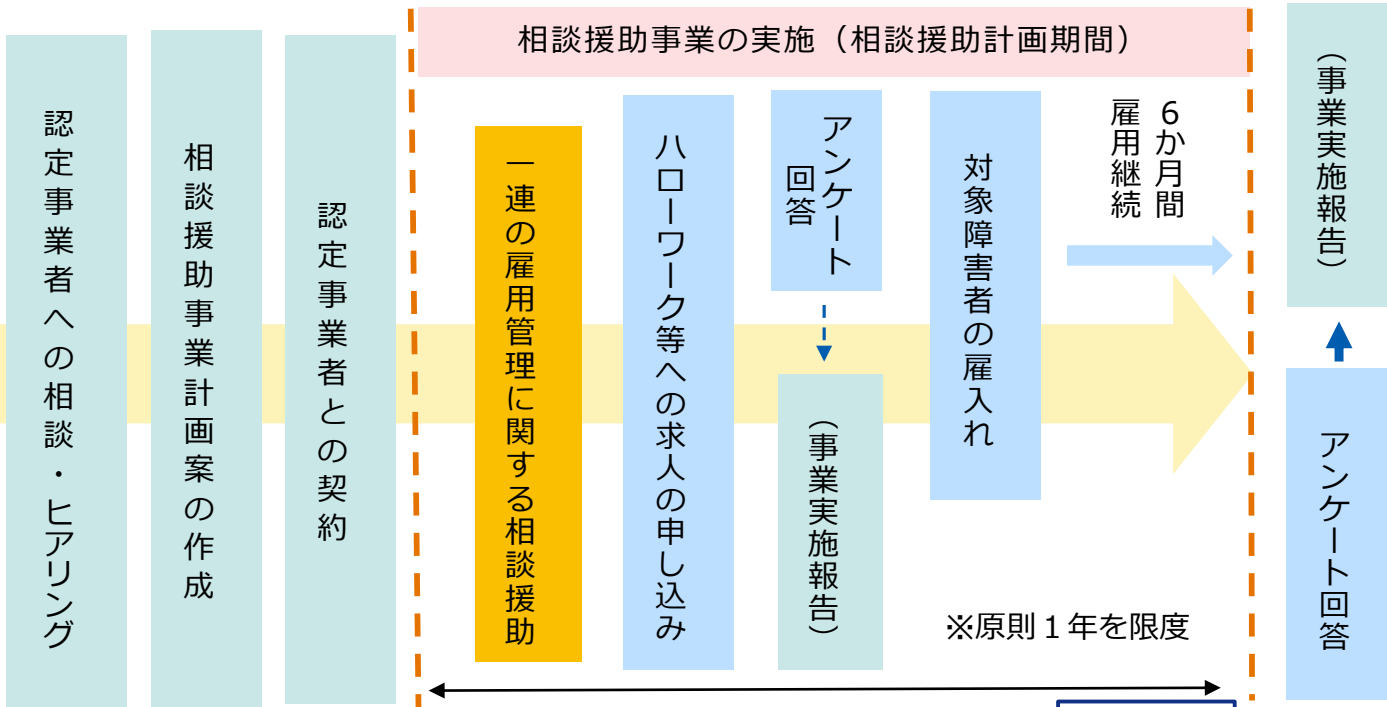 相談援助事業の実施（相談援助計画期間）
認定事業者への相談・ヒアリング
相談援助事業計画案の作成
認定事業者との契約
一連の雇用管理に関する相談援助
ハローワーク等への求人の申し込み
アンケート
回答
（事業実施報告）
対象障害者の雇入れ
６か月間
雇用継続
※原則１年を限度
（事業実施報告）
アンケート回答